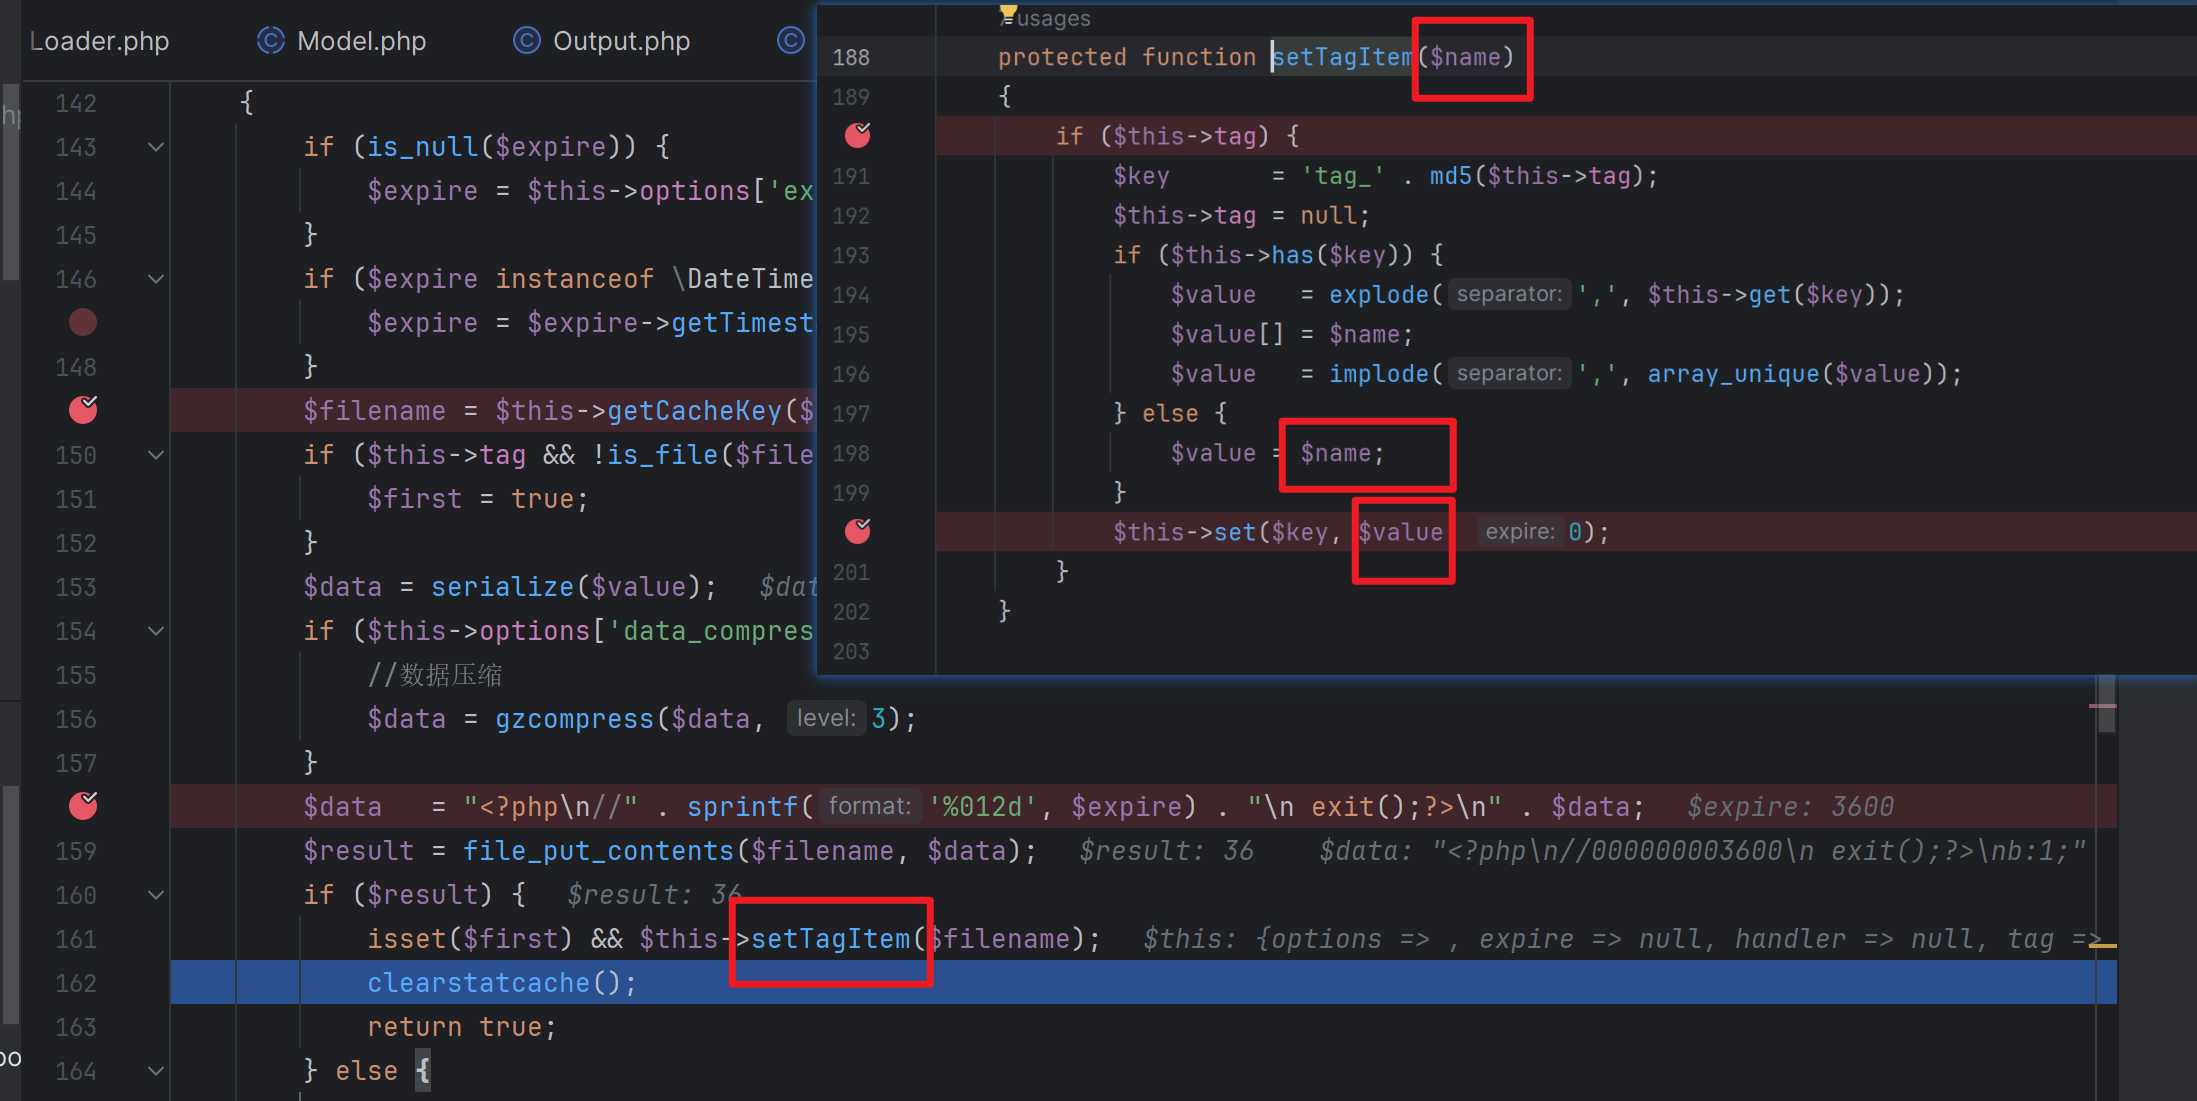 Loader.php
Model.php
Output.php
142 {
143 if (is_null($expire)) {
144 $expire = $this->options['ex
145 }
146 if ($expire instanceof \DateTime
$expire = $expire->getTimest
148 }
$filename = $this->getCacheKey($
150 if ($this->tag && !is_file($file
151 $first = true;
152 }
153 $data = serialize($value); $dat
154 if ($this->options['data_compres
155 //数据压缩
156 $data = gzcompress($data, level: 3);
157 }
$data = "<?php\n//" . sprintf( format: '%012d', $expire) . "\n exit();?>\n" . $data; $expire: 3600
159 $result = file_put_contents($filename, $data); $result: 36 $data: "<?php\n//000000003600\n exit();?>\nb:1;"
160 if ($result) { $result: 36
161 isset($first) && $this->setTagItem($filename); $this: {options => , expire => null, handler => null, tag =>
162 clearstatcache();
163 return true;
164 } else {
usages
188 protected function setTagItem($name)
189 {
if ($this->tag) {
191 $key = 'tag_' . md5($this->tag);
192 $this->tag = null;
193 if ($this->has($key)) {
194 $value = explode( separator: ',', $this->get($key));
195 $value[] = $name;
196 $value = implode( separator: ',', array_unique($value));
197 } else {
198 $value = $name;
199 }
$this->set($key, $value expire: 0);
201 }
202 }
203